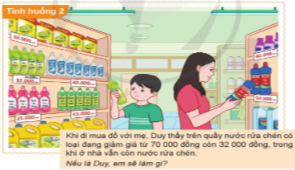 Tình huống 2
Khi đi mua đồ với mẹ, Duy thấy trên quầy nước rửa chén có
loại đang giảm giá từ 70 000 đồng còn 32 000 đồng, trong
khi ở nhà vẫn còn nước rửa chén.
Nếu là Duy, em sẽ làm gì?